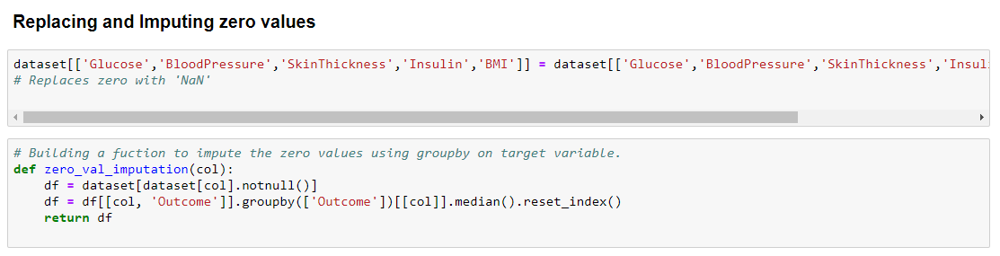 Replacing and Imputing zero values
dataset[['Glucose','BloodPressure','SkinThickness','Insulin','BMI']] = dataset[['Glucose','BloodPressure','SkinThickness','Insuli
# Replaces zero with 'NaN'
# Building a fuction to impute the zero values using groupby on target variable.
def zero_val_imputation(col):
    df = dataset[dataset[col].notnull()]
    df = df[[col, 'Outcome']].groupby(['Outcome'])[[col]].median().reset_index()
    return df